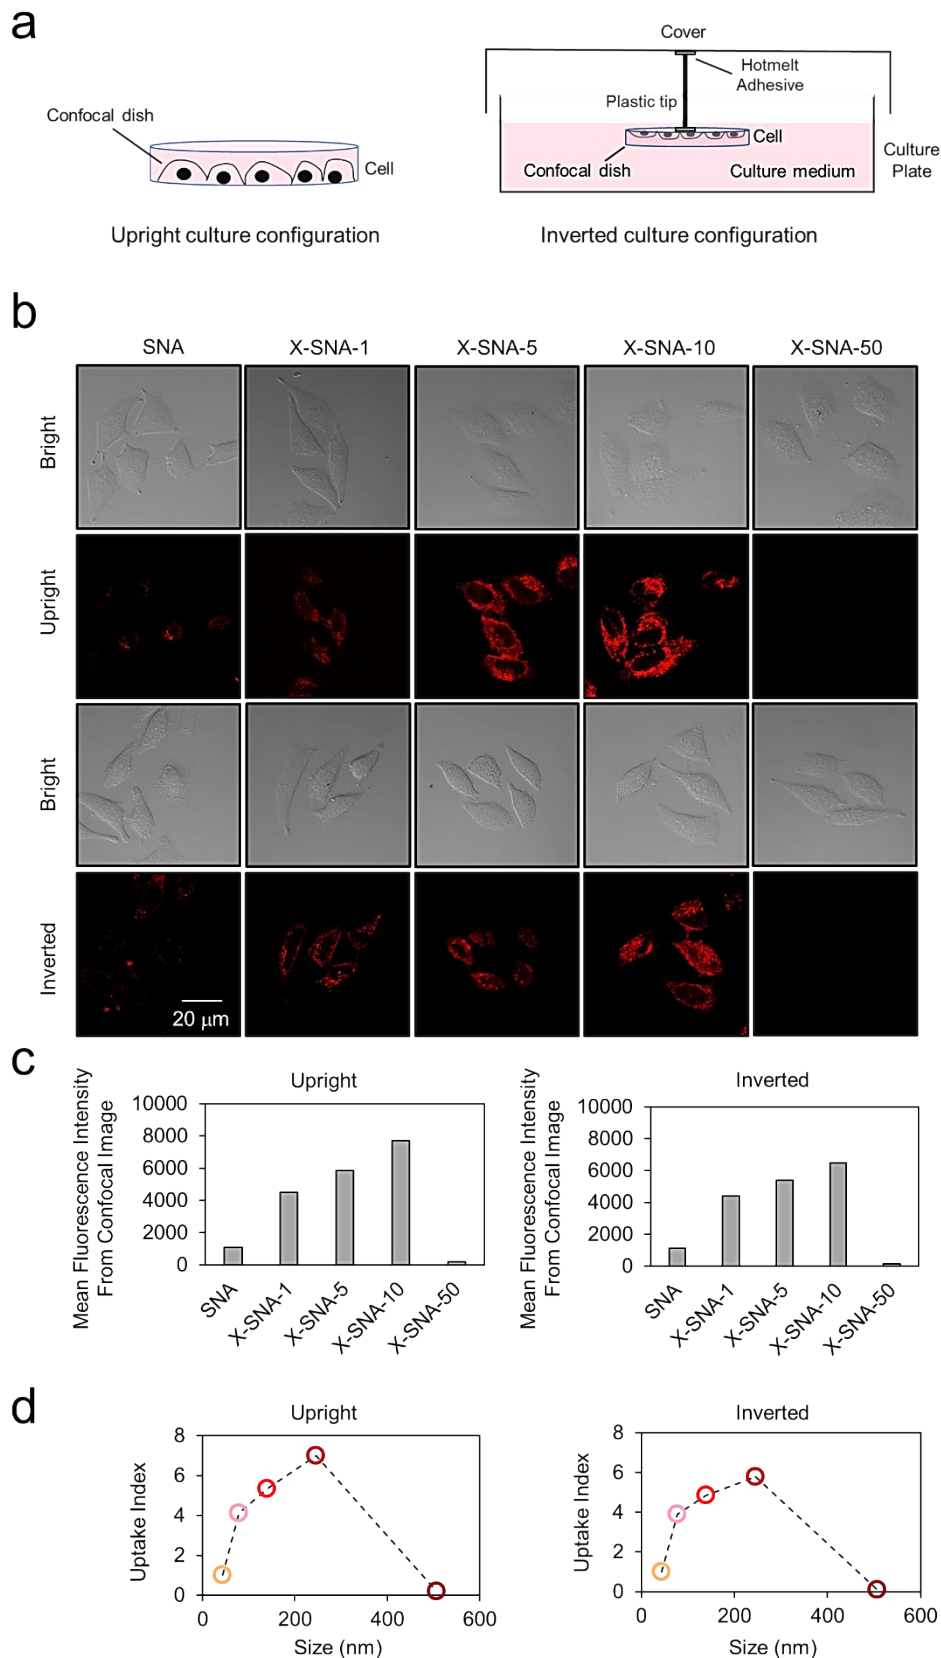 a
Confocal dish
Cell
Upright culture configuration
Cover
Hotmelt
Adhesive
Plastic tip
Cell
Confocal dish
Culture medium
Culture
Plate
Inverted culture configuration
b
SNA
X-SNA-1
X-SNA-5
X-SNA-10
X-SNA-50
Bright
Upright
Bright
Inverted
20 μm
c
Upright
Mean Fluorescence Intensity
From Confocal Image
10000
8000
6000
4000
2000
0
SNA
X-SNA-1
X-SNA-5
X-SNA-10
X-SNA-50
Inverted
Mean Fluorescence Intensity
From Confocal Image
10000
8000
6000
4000
2000
0
SNA
X-SNA-1
X-SNA-5
X-SNA-10
X-SNA-50
d
Upright
Uptake Index
8
6
4
2
0
0 200 400 600
Size (nm)
Inverted
Uptake Index
8
6
4
2
0
0 200 400 600
Size (nm)